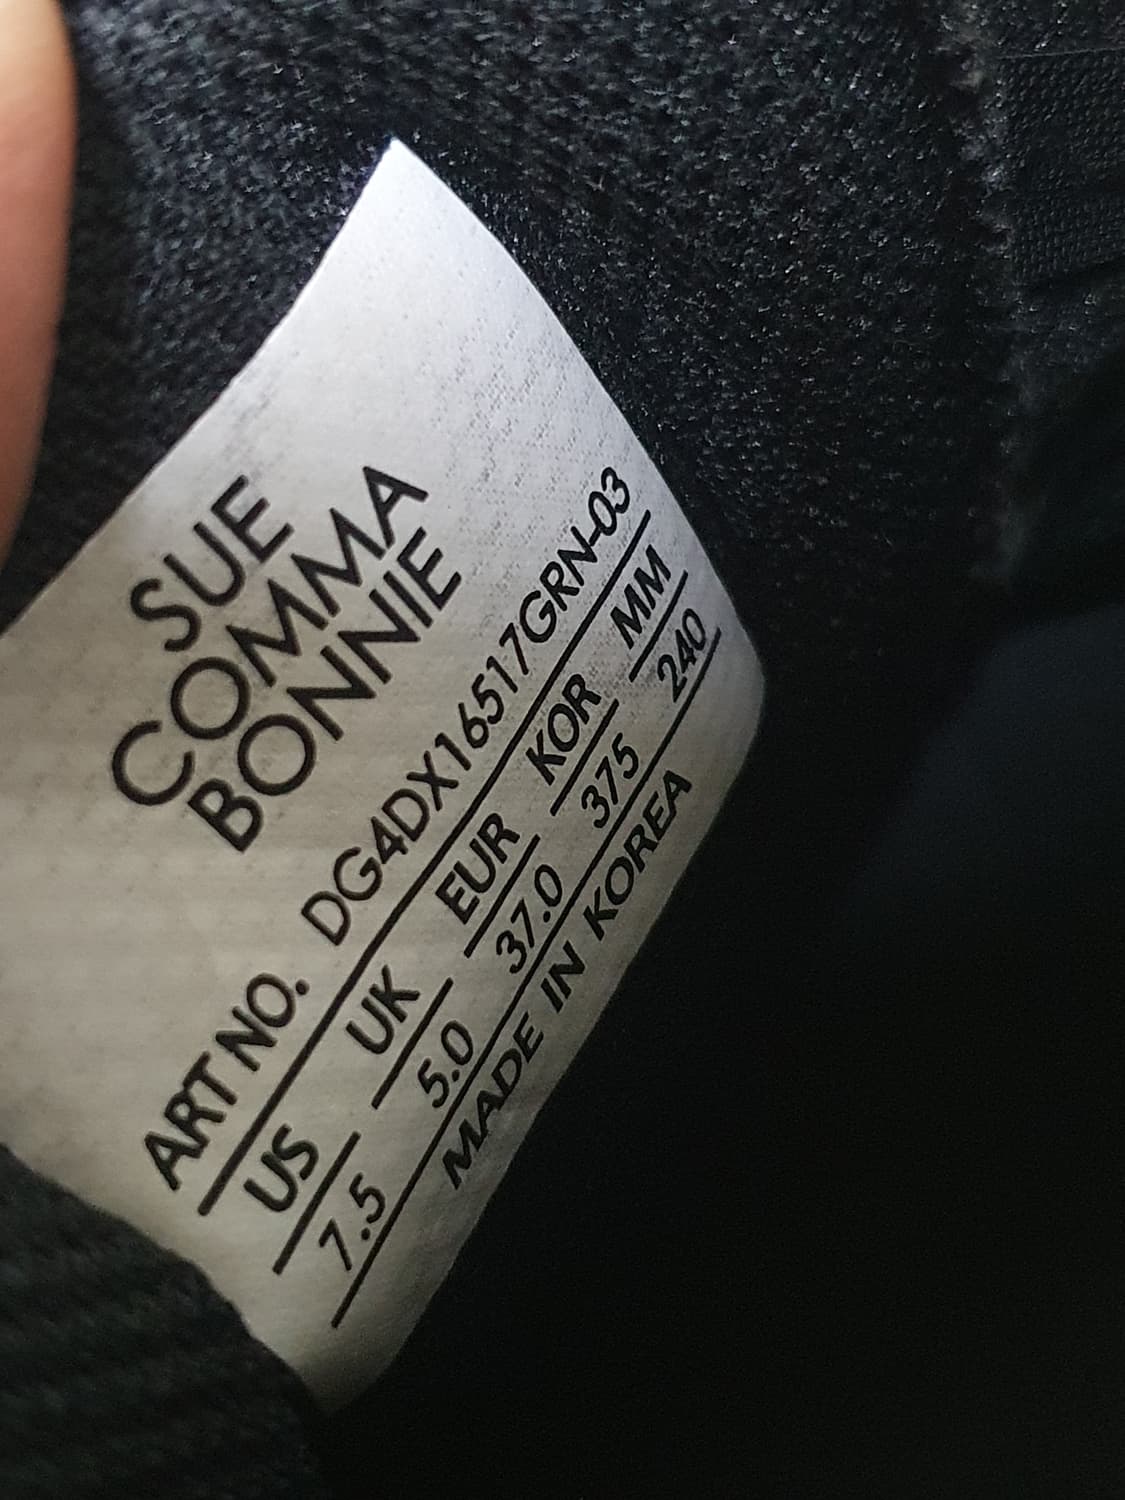 SUE
COMMA
BONNIE
ART NO. DG4DX16517GRN-03
US UK EUR KOR MM
7.5 5.0 37.0 375 240
MADE IN KOREA